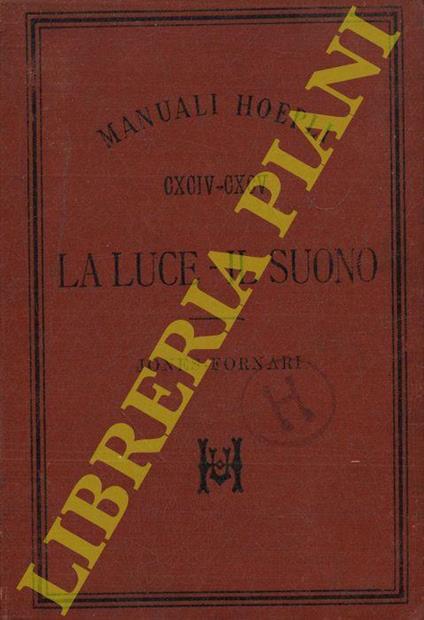 MANUALI HOEPLI
CXCIV-CXCV
LA LUCE - IL SUONO
JONES-FORNARI
H
LIBRERIA PIANI